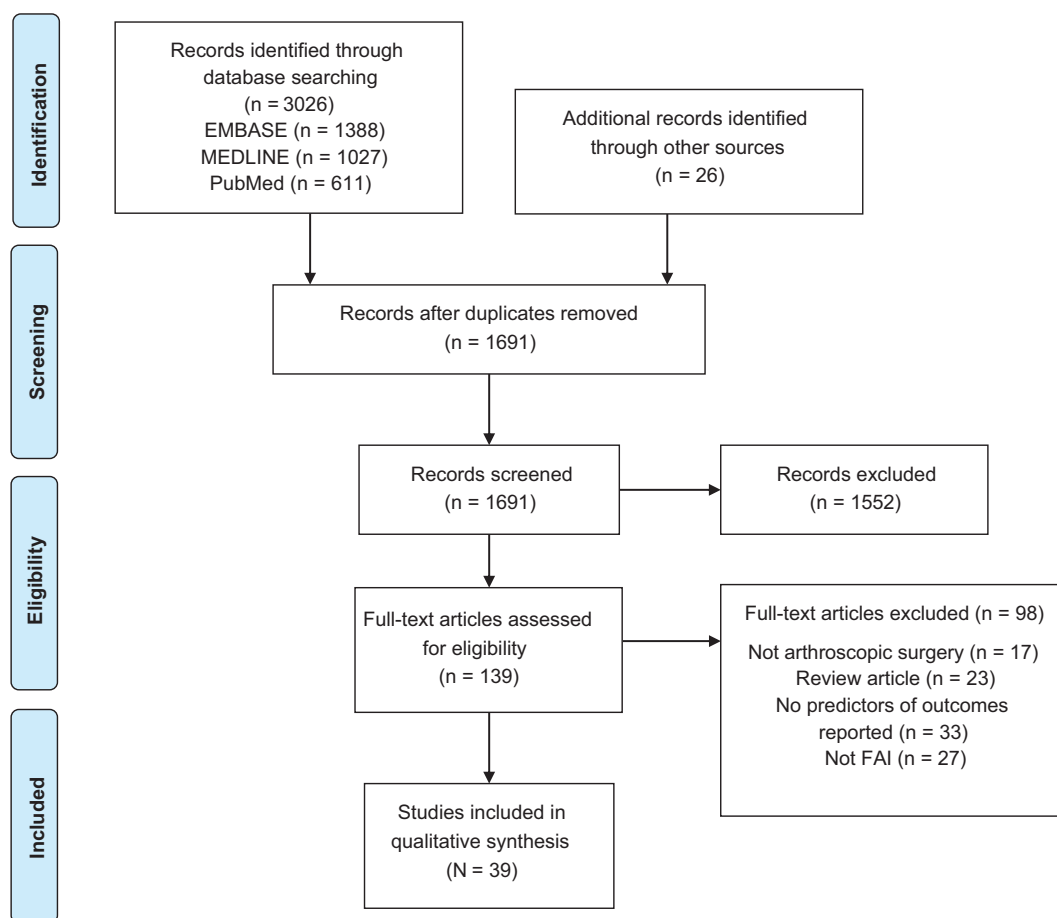 Identification
Records identified through
database searching
(n = 3026)
EMBASE (n = 1388)
MEDLINE (n = 1027)
PubMed (n = 611)
Additional records identified
through other sources
(n = 26)
Screening
Records after duplicates removed
(n = 1691)
Records screened
(n = 1691)
Records excluded
(n = 1552)
Eligibility
Full-text articles assessed
for eligibility
(n = 139)
Full-text articles excluded (n = 98)
Not arthroscopic surgery (n = 17)
Review article (n = 23)
No predictors of outcomes
reported (n = 33)
Not FAI (n = 27)
Included
Studies included in
qualitative synthesis
(N = 39)